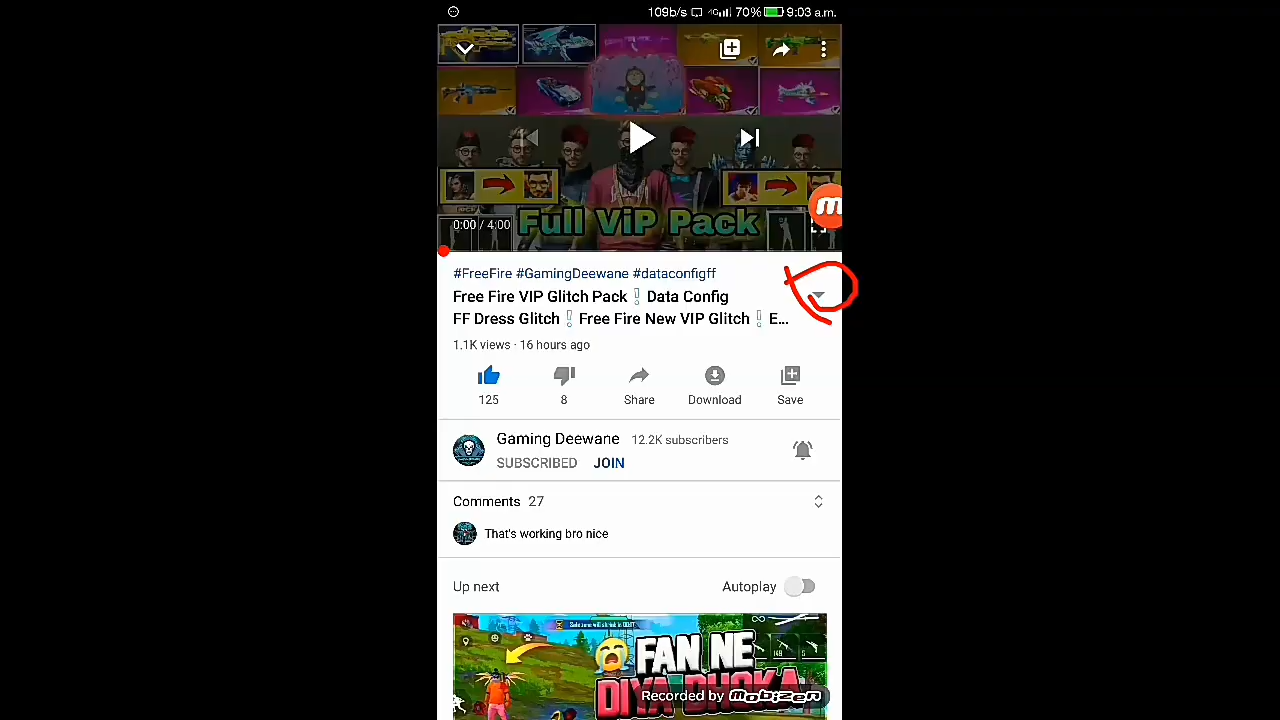 109b/s 4G 70% 9:03 a.m.
Full ViP Pack
0:00 / 4:00
#FreeFire #GamingDeewane #dataconfigff
Free Fire VIP Glitch Pack ❕ Data Config
FF Dress Glitch ❕ Free Fire New VIP Glitch ❕ E...
1.1K views · 16 hours ago
125 8 Share Download Save
Gaming Deewane 12.2K subscribers
SUBSCRIBED JOIN
Comments 27
That's working bro nice
Up next Autoplay
FAN NE
DIYA DHOKA
Recorded by mobizen